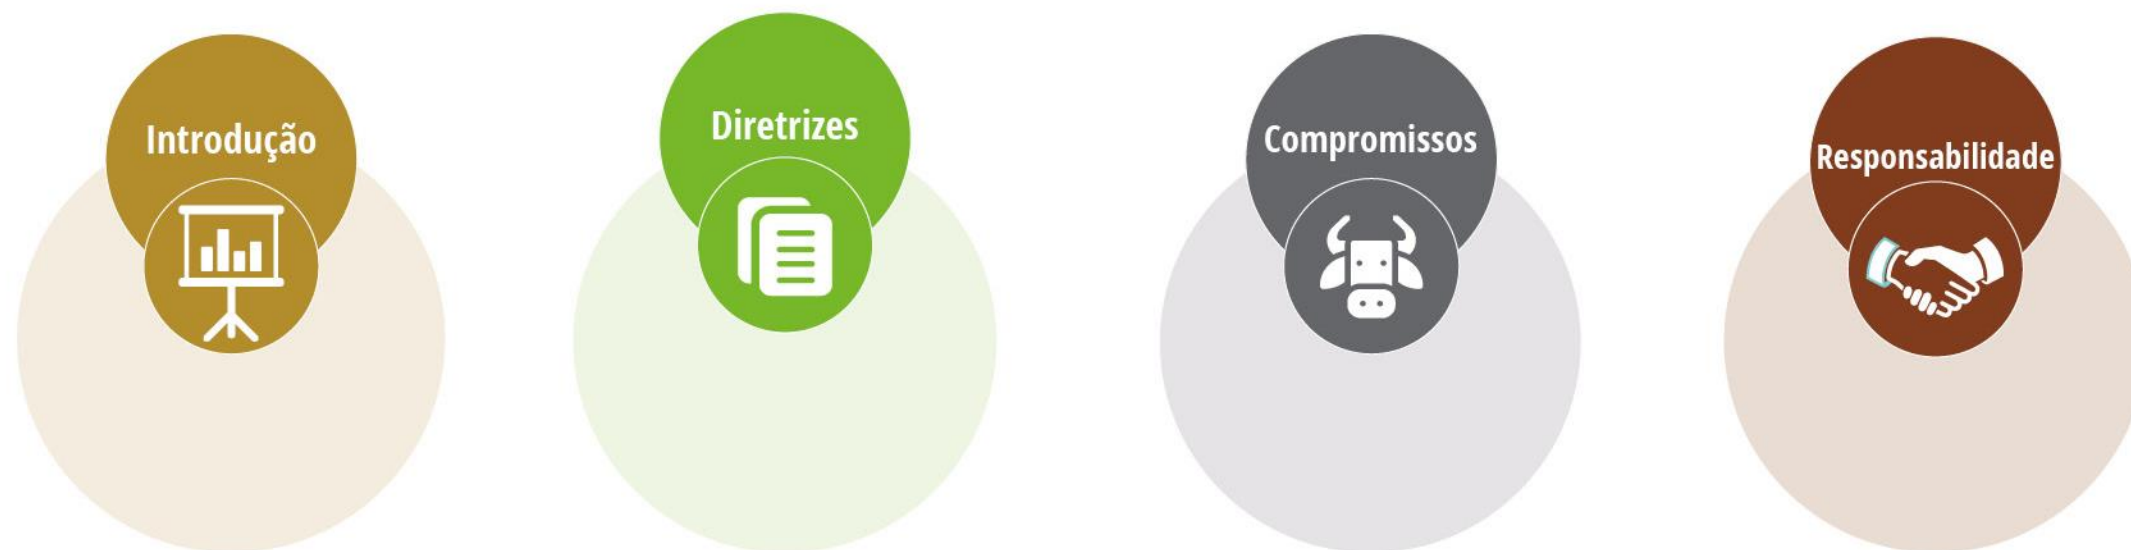 Introdução
Diretrizes
Compromissos
Responsabilidade